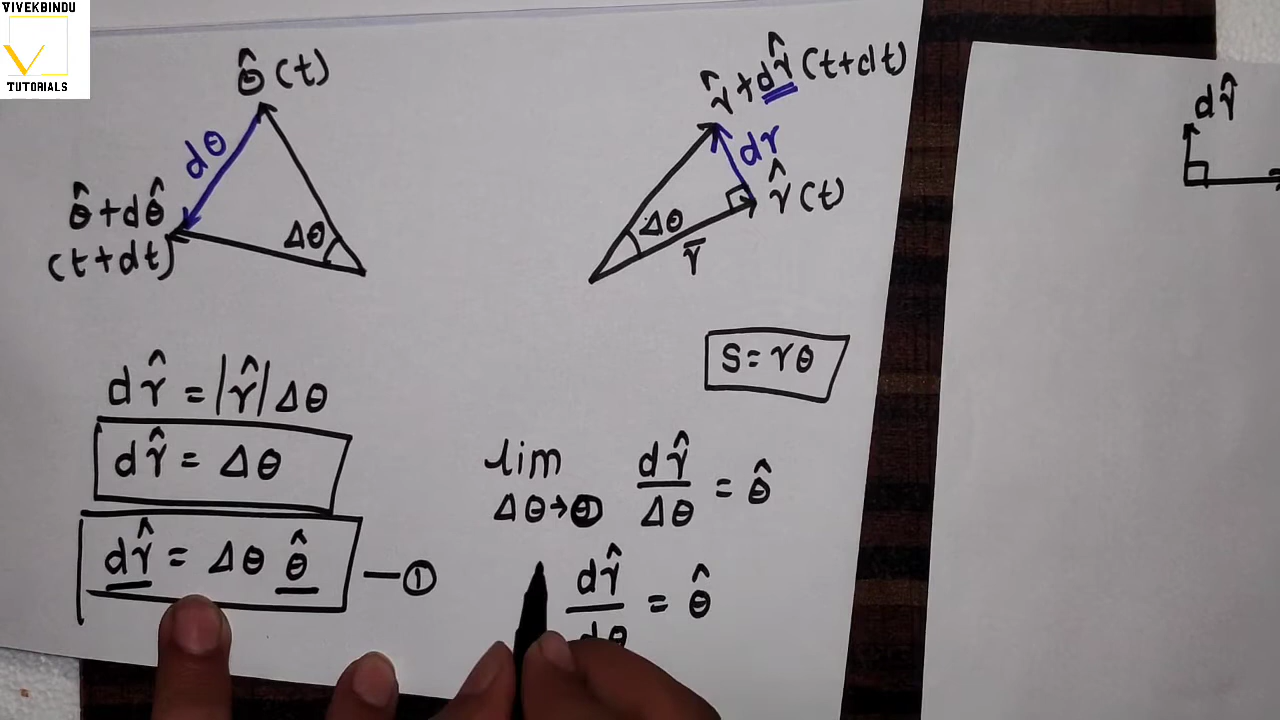 VIVEKBINDU
TUTORIALS
θ̂ (t)
dθ
θ̂ + dθ̂
(t+dt)
Δθ
r̂ + dr̂ (t+dt)
dr
r̂ (t)
Δθ
r̄
dr̂
S = rθ
dr̂ = |r̂| Δθ
dr̂ = Δθ
dr̂ = Δθ θ̂ — ①
lim dr̂/Δθ = θ̂
Δθ→
dr̂/dθ = θ̂